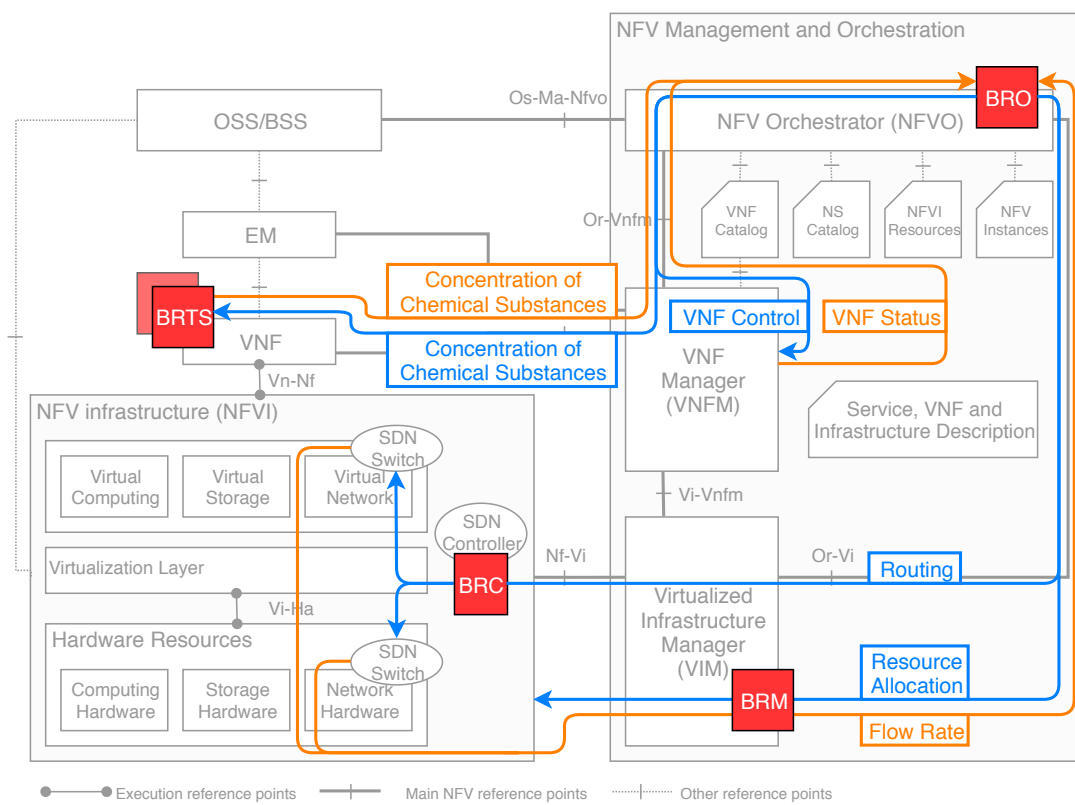 NFV Management and Orchestration
BRO
Os-Ma-Nfvo
OSS/BSS
NFV Orchestrator (NFVO)
VNF
Catalog
NS
Catalog
NFVI
Resources
NFV
Instances
Or-Vnfm
EM
Concentration of
Chemical Substances
BRTS
VNF Control
VNF Status
VNF
Concentration of
Chemical Substances
VNF
Manager
(VNFM)
Vn-Nf
NFV infrastructure (NFVI)
Service, VNF and
Infrastructure Description
SDN
Switch
Virtual
Computing
Virtual
Storage
Virtual
Network
Vi-Vnfm
SDN
Controller
Nf-Vi
Or-Vi
Virtualization Layer
BRC
Routing
Vi-Ha
Virtualized
Infrastructure
Manager
(VIM)
Hardware Resources
SDN
Switch
Resource
Allocation
Computing
Hardware
Storage
Hardware
Network
Hardware
BRM
Flow Rate
Execution reference points
Main NFV reference points
Other reference points